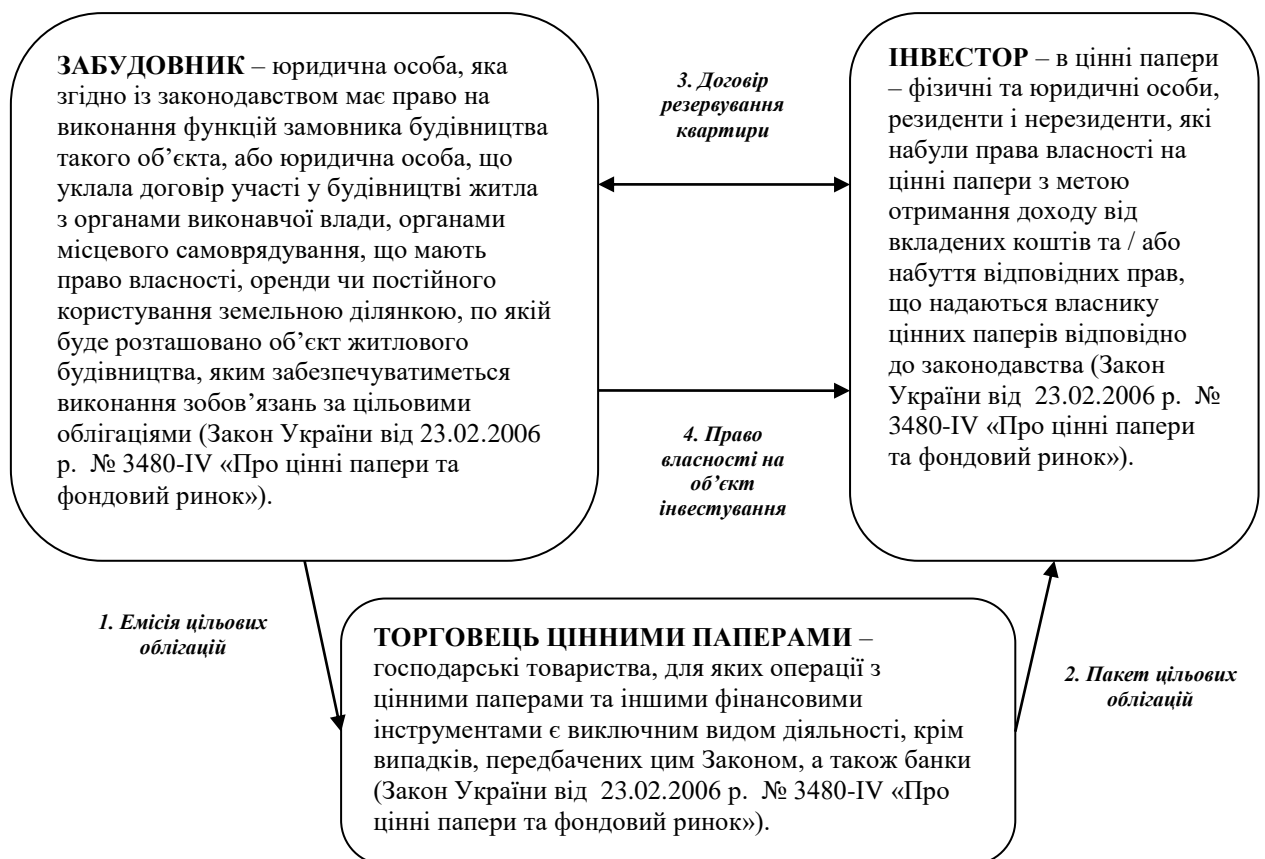 ЗАБУДОВНИК – юридична особа, яка
згідно із законодавством має право на
виконання функцій замовника будівництва
такого об’єкта, або юридична особа, що
уклала договір участі у будівництві житла
з органами виконавчої влади, органами
місцевого самоврядування, що мають
право власності, оренди чи постійного
користування земельною ділянкою, по якій
буде розташовано об’єкт житлового
будівництва, яким забезпечуватиметься
виконання зобов’язань за цільовими
облігаціями (Закон України від 23.02.2006
р. № 3480-IV «Про цінні папери та
фондовий ринок»).
3. Договір
резервування
квартири
4. Право
власності на
об’єкт
інвестування
ІНВЕСТОР – в цінні папери
– фізичні та юридичні особи,
резиденти і нерезиденти, які
набули права власності на
цінні папери з метою
отримання доходу від
вкладених коштів та / або
набуття відповідних прав,
що надаються власнику
цінних паперів відповідно
до законодавства (Закон
України від 23.02.2006 р. №
3480-IV «Про цінні папери
та фондовий ринок»).
1. Емісія цільових
облігацій
ТОРГОВЕЦЬ ЦІННИМИ ПАПЕРАМИ –
господарські товариства, для яких операції з
цінними паперами та іншими фінансовими
інструментами є виключним видом діяльності, крім
випадків, передбачених цим Законом, а також банки
(Закон України від 23.02.2006 р. № 3480-IV «Про
цінні папери та фондовий ринок»).
2. Пакет цільових
облігацій